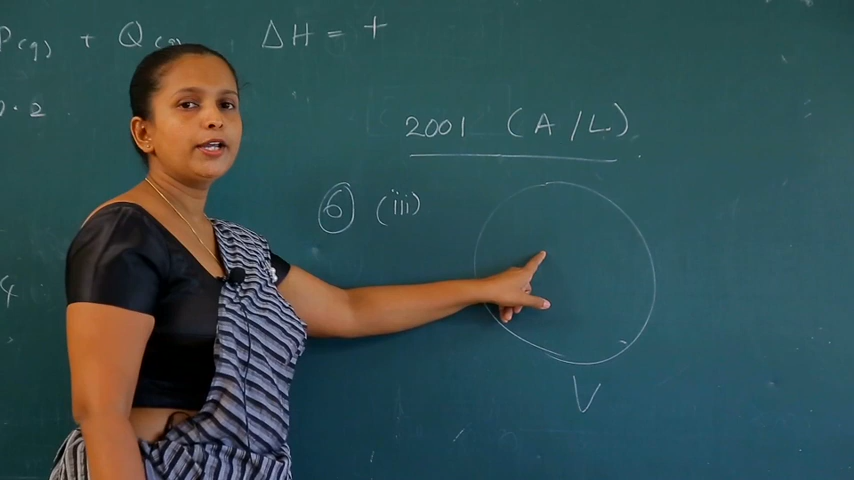 P(g) + Q(g) ΔH = +
2001 (A/L)
6 (iii)
V